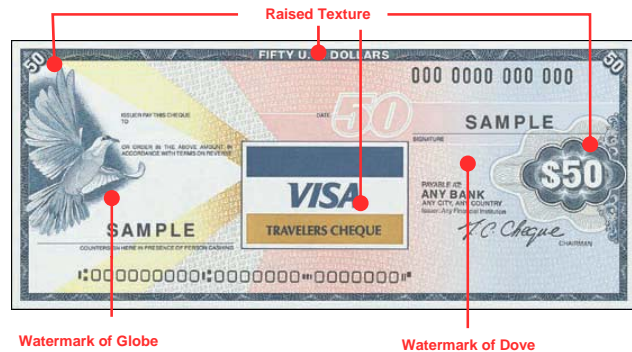 Raised Texture
50
FIFTY U.S. DOLLARS
50
000 0000 000 000
ISSUER PAY THIS CHEQUE
TO
DATE
50
SAMPLE
SIGNATURE
OR ORDER IN THE ABOVE AMOUNT IN
ACCORDANCE WITH TERMS ON REVERSE
VISA
TRAVELERS CHEQUE
PAYABLE AT:
ANY BANK
ANY CITY, ANY COUNTRY
Issuer: Any Financial Institution
$50
T.C. Cheque
CHAIRMAN
SAMPLE
COUNTERSIGN HERE IN PRESENCE OF PERSON CASHING
⑆000000000⑆0000000⑉0000000⑈
Watermark of Globe
Watermark of Dove